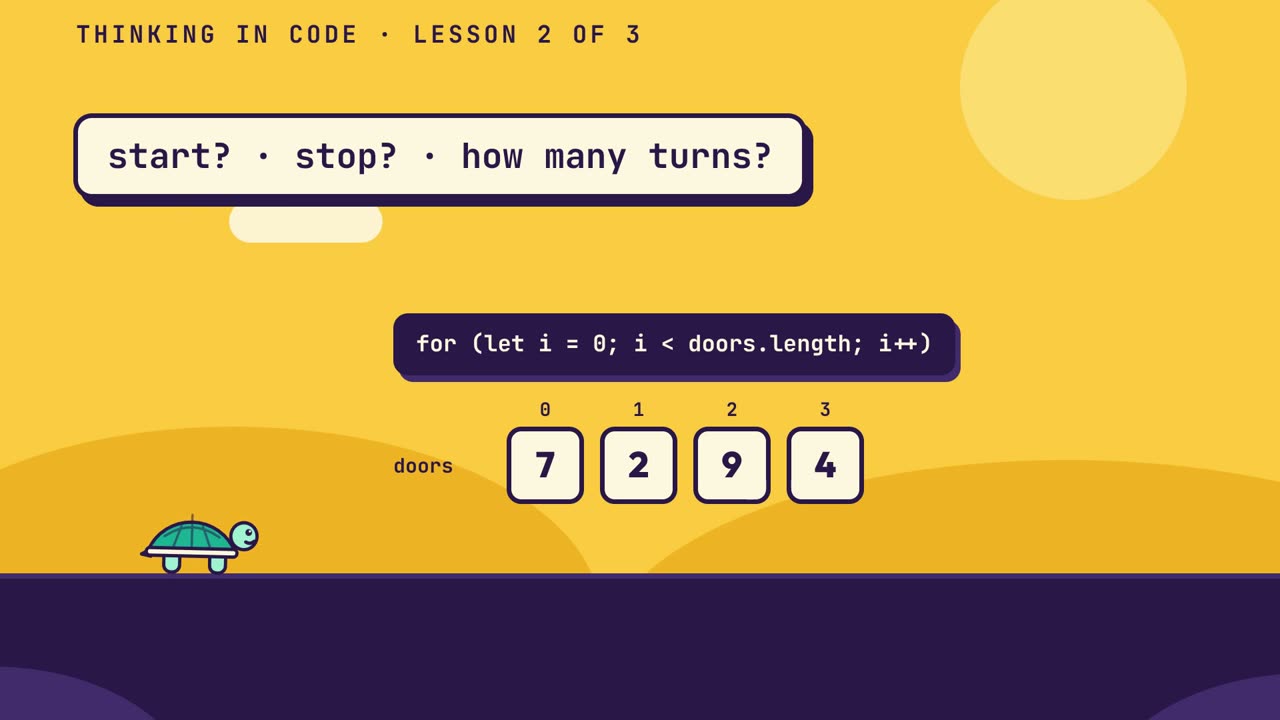 THINKING IN CODE · LESSON 2 OF 3
start? · stop? · how many turns?
for (let i = 0; i < doors.length; i++)
0 1 2 3
doors 7 2 9 4